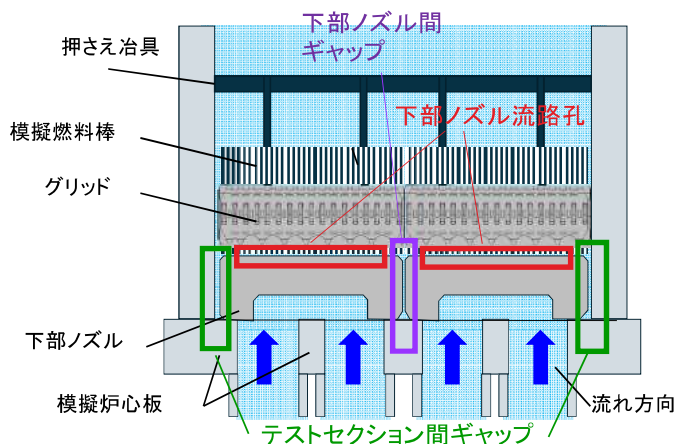 下部ノズル間
ギャップ
押さえ冶具
下部ノズル流路孔
模擬燃料棒
グリッド
下部ノズル
模擬炉心板
流れ方向
テストセクション間ギャップ